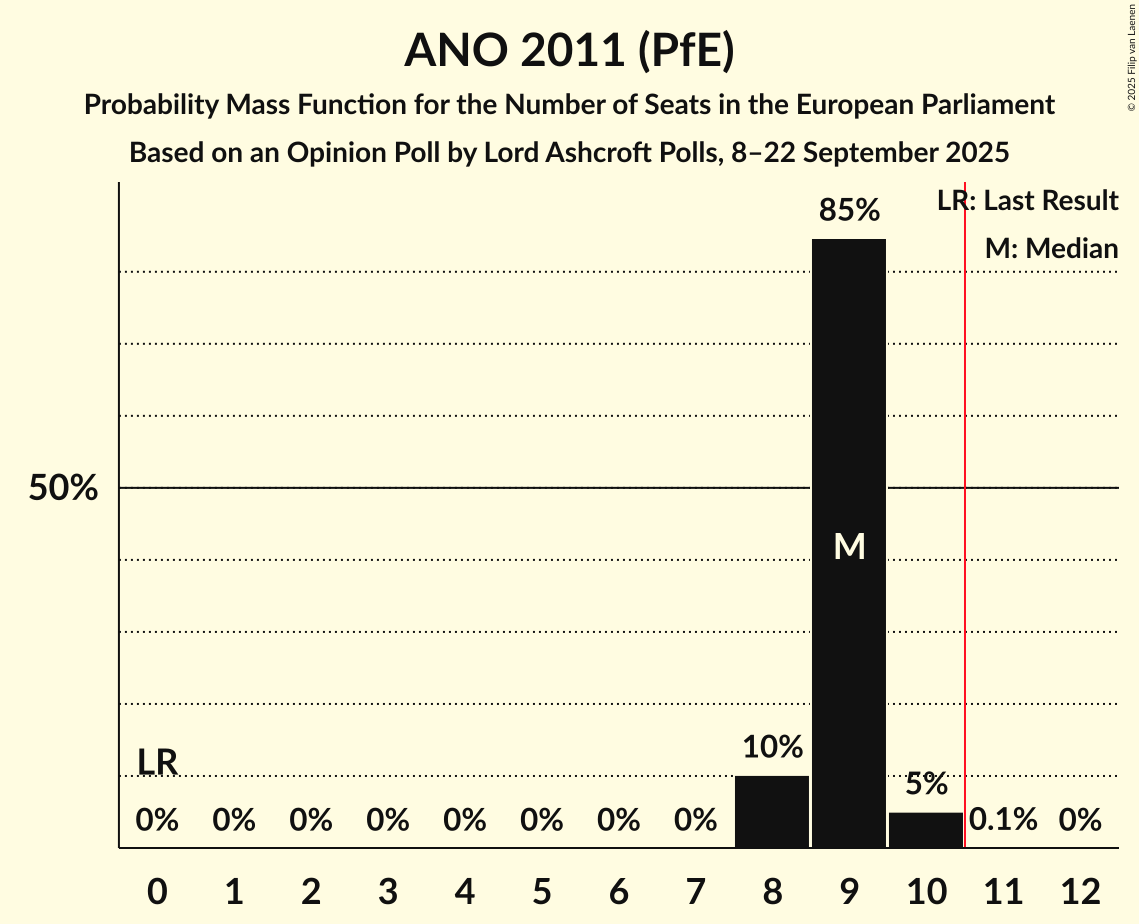 ANO 2011 (PfE)
Probability Mass Function for the Number of Seats in the European Parliament
Based on an Opinion Poll by Lord Ashcroft Polls, 8–22 September 2025
© 2025 Filip van Laenen
LR: Last Result
M: Median
85%
50%
M
10%
LR
5%
0% 0% 0% 0% 0% 0% 0% 0% 0.1% 0%
0 1 2 3 4 5 6 7 8 9 10 11 12